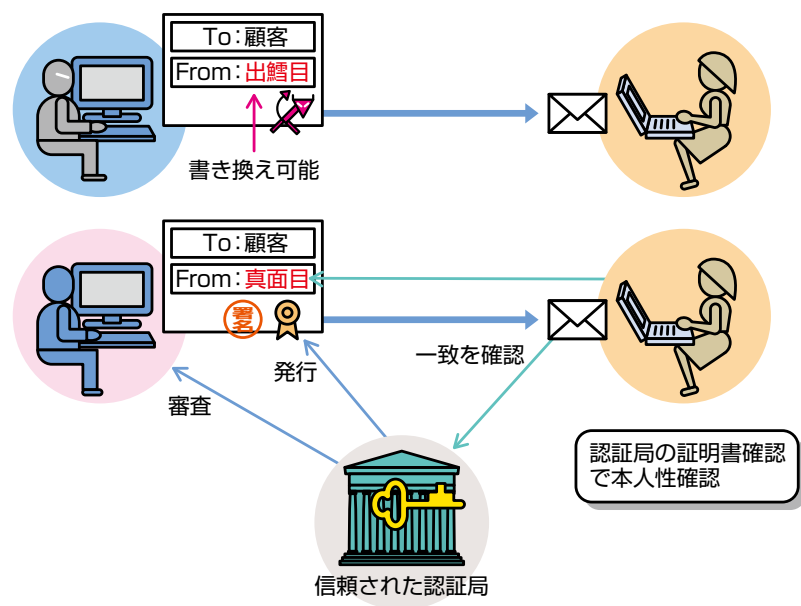 To:顧客
From:出鱈目
書き換え可能
To:顧客
From:真面目
署名
発行
一致を確認
審査
認証局の証明書確認
で本人性確認
信頼された認証局